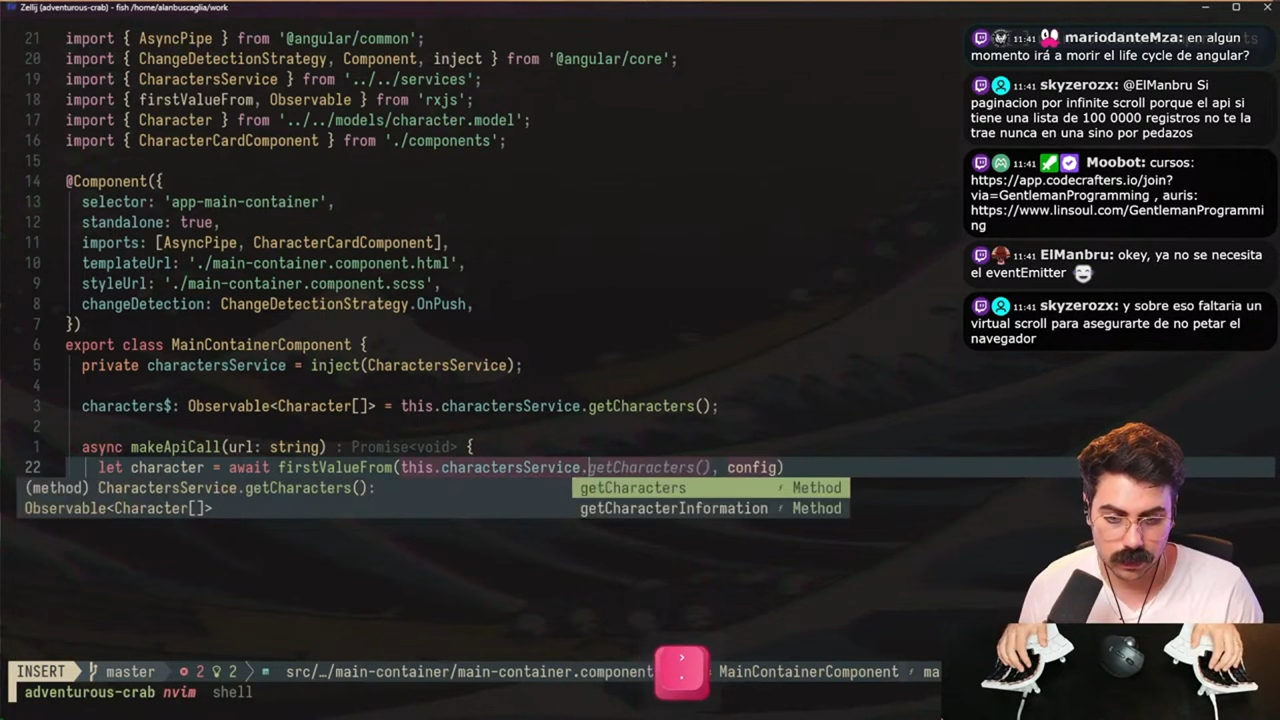 Zellij (adventurous-crab) - fish /home/alanbuscaglia/work
21 import { AsyncPipe } from '@angular/common';
20 import { ChangeDetectionStrategy, Component, inject } from '@angular/core';
19 import { CharactersService } from '../../services';
18 import { firstValueFrom, Observable } from 'rxjs';
17 import { Character } from '../../models/character.model';
16 import { CharacterCardComponent } from './components';
15
14 @Component({
13 selector: 'app-main-container',
12 standalone: true,
11 imports: [AsyncPipe, CharacterCardComponent],
10 templateUrl: './main-container.component.html',
9 styleUrl: './main-container.component.scss',
8 changeDetection: ChangeDetectionStrategy.OnPush,
7 })
6 export class MainContainerComponent {
5 private charactersService = inject(CharactersService);
4
3 characters$: Observable<Character[]> = this.charactersService.getCharacters();
2
1 async makeApiCall(url: string) : Promise<void> {
22 let character = await firstValueFrom(this.charactersService.getCharacters(), config)
(method) CharactersService.getCharacters():
Observable<Character[]>
getCharacters Method
getCharacterInformation Method
INSERT master 2 2 src/…/main-container/main-container.component MainContainerComponent ma
adventurous-crab nvim shell
> .
11:41 mariodanteMza: en algun
momento irá a morir el life cycle de angular?
11:41 skyzerozx: @ElManbru Si
paginacion por infinite scroll porque el api si
tiene una lista de 100 0000 registros no te la
trae nunca en una sino por pedazos
11:41 Moobot: cursos:
https://app.codecrafters.io/join?
via=GentlemanProgramming , auris:
https://www.linsoul.com/GentlemanProgrammi
ng
11:41 ElManbru: okey, ya no se necesita
el eventEmitter
11:41 skyzerozx: y sobre eso faltaria un
virtual scroll para asegurarte de no petar el
navegador